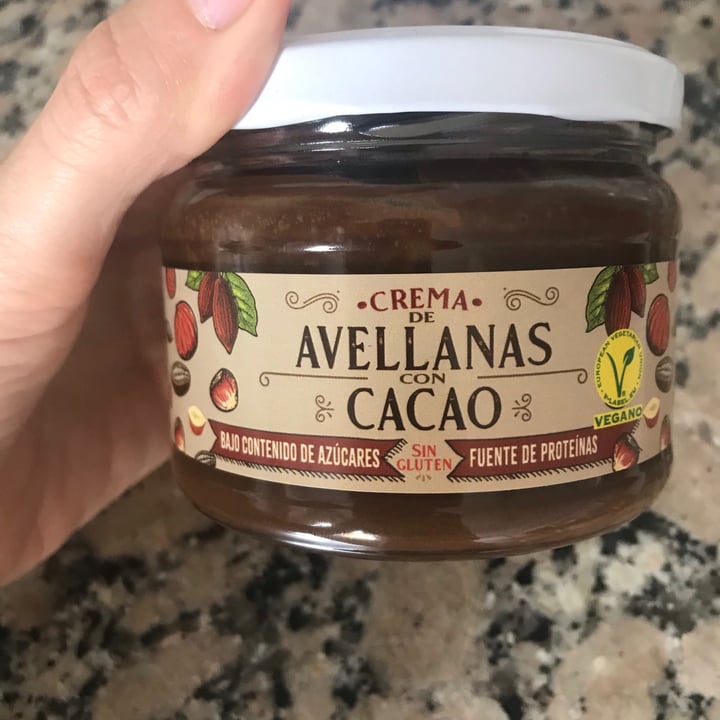 •CREMA•
DE
AVELLANAS
CON
CACAO
BAJO CONTENIDO DE AZÚCARES
SIN
GLUTEN
FUENTE DE PROTEÍNAS
EUROPEAN VEGETARIAN UNION
V-LABEL.EU
VEGANO